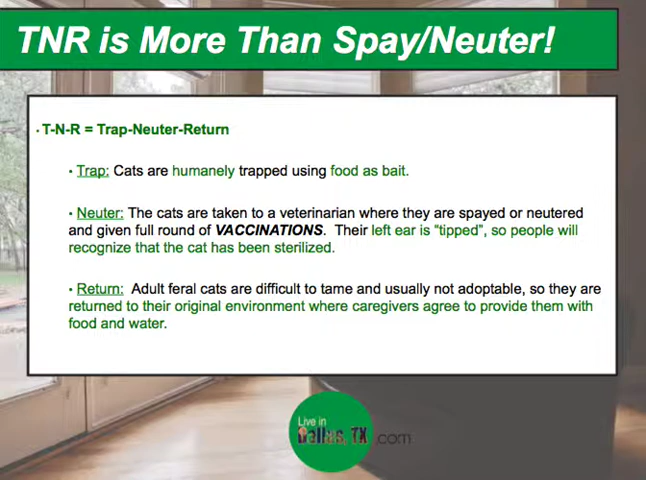 TNR is More Than Spay/Neuter!
· T-N-R = Trap-Neuter-Return
· Trap: Cats are humanely trapped using food as bait.
· Neuter: The cats are taken to a veterinarian where they are spayed or neutered
and given full round of VACCINATIONS. Their left ear is “tipped”, so people will
recognize that the cat has been sterilized.
· Return: Adult feral cats are difficult to tame and usually not adoptable, so they are
returned to their original environment where caregivers agree to provide them with
food and water.
Live in
Dallas, TX .com